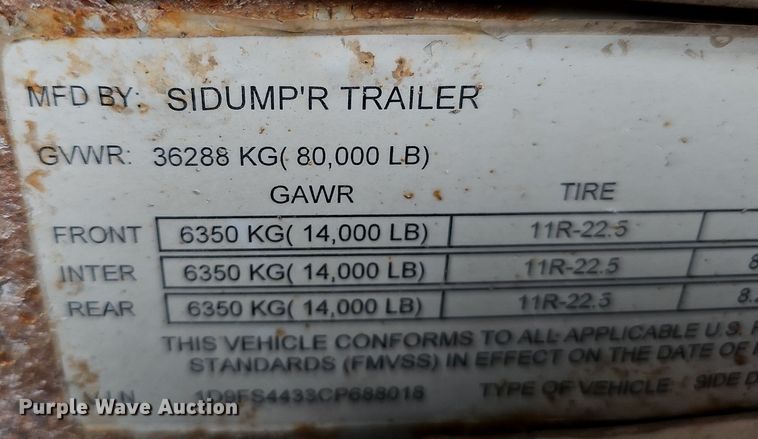 MFD BY: SIDUMP'R TRAILER
GVWR: 36288 KG( 80,000 LB)
GAWR TIRE
FRONT 6350 KG( 14,000 LB) 11R-22.5
INTER 6350 KG( 14,000 LB) 11R-22.5 8
REAR 6350 KG( 14,000 LB) 11R-22.5 8.
THIS VEHICLE CONFORMS TO ALL APPLICABLE U.S.
STANDARDS (FMVSS) IN EFFECT ON THE DATE OF
TYPE OF VEHICLE: SIDE D
Purple Wave Auction